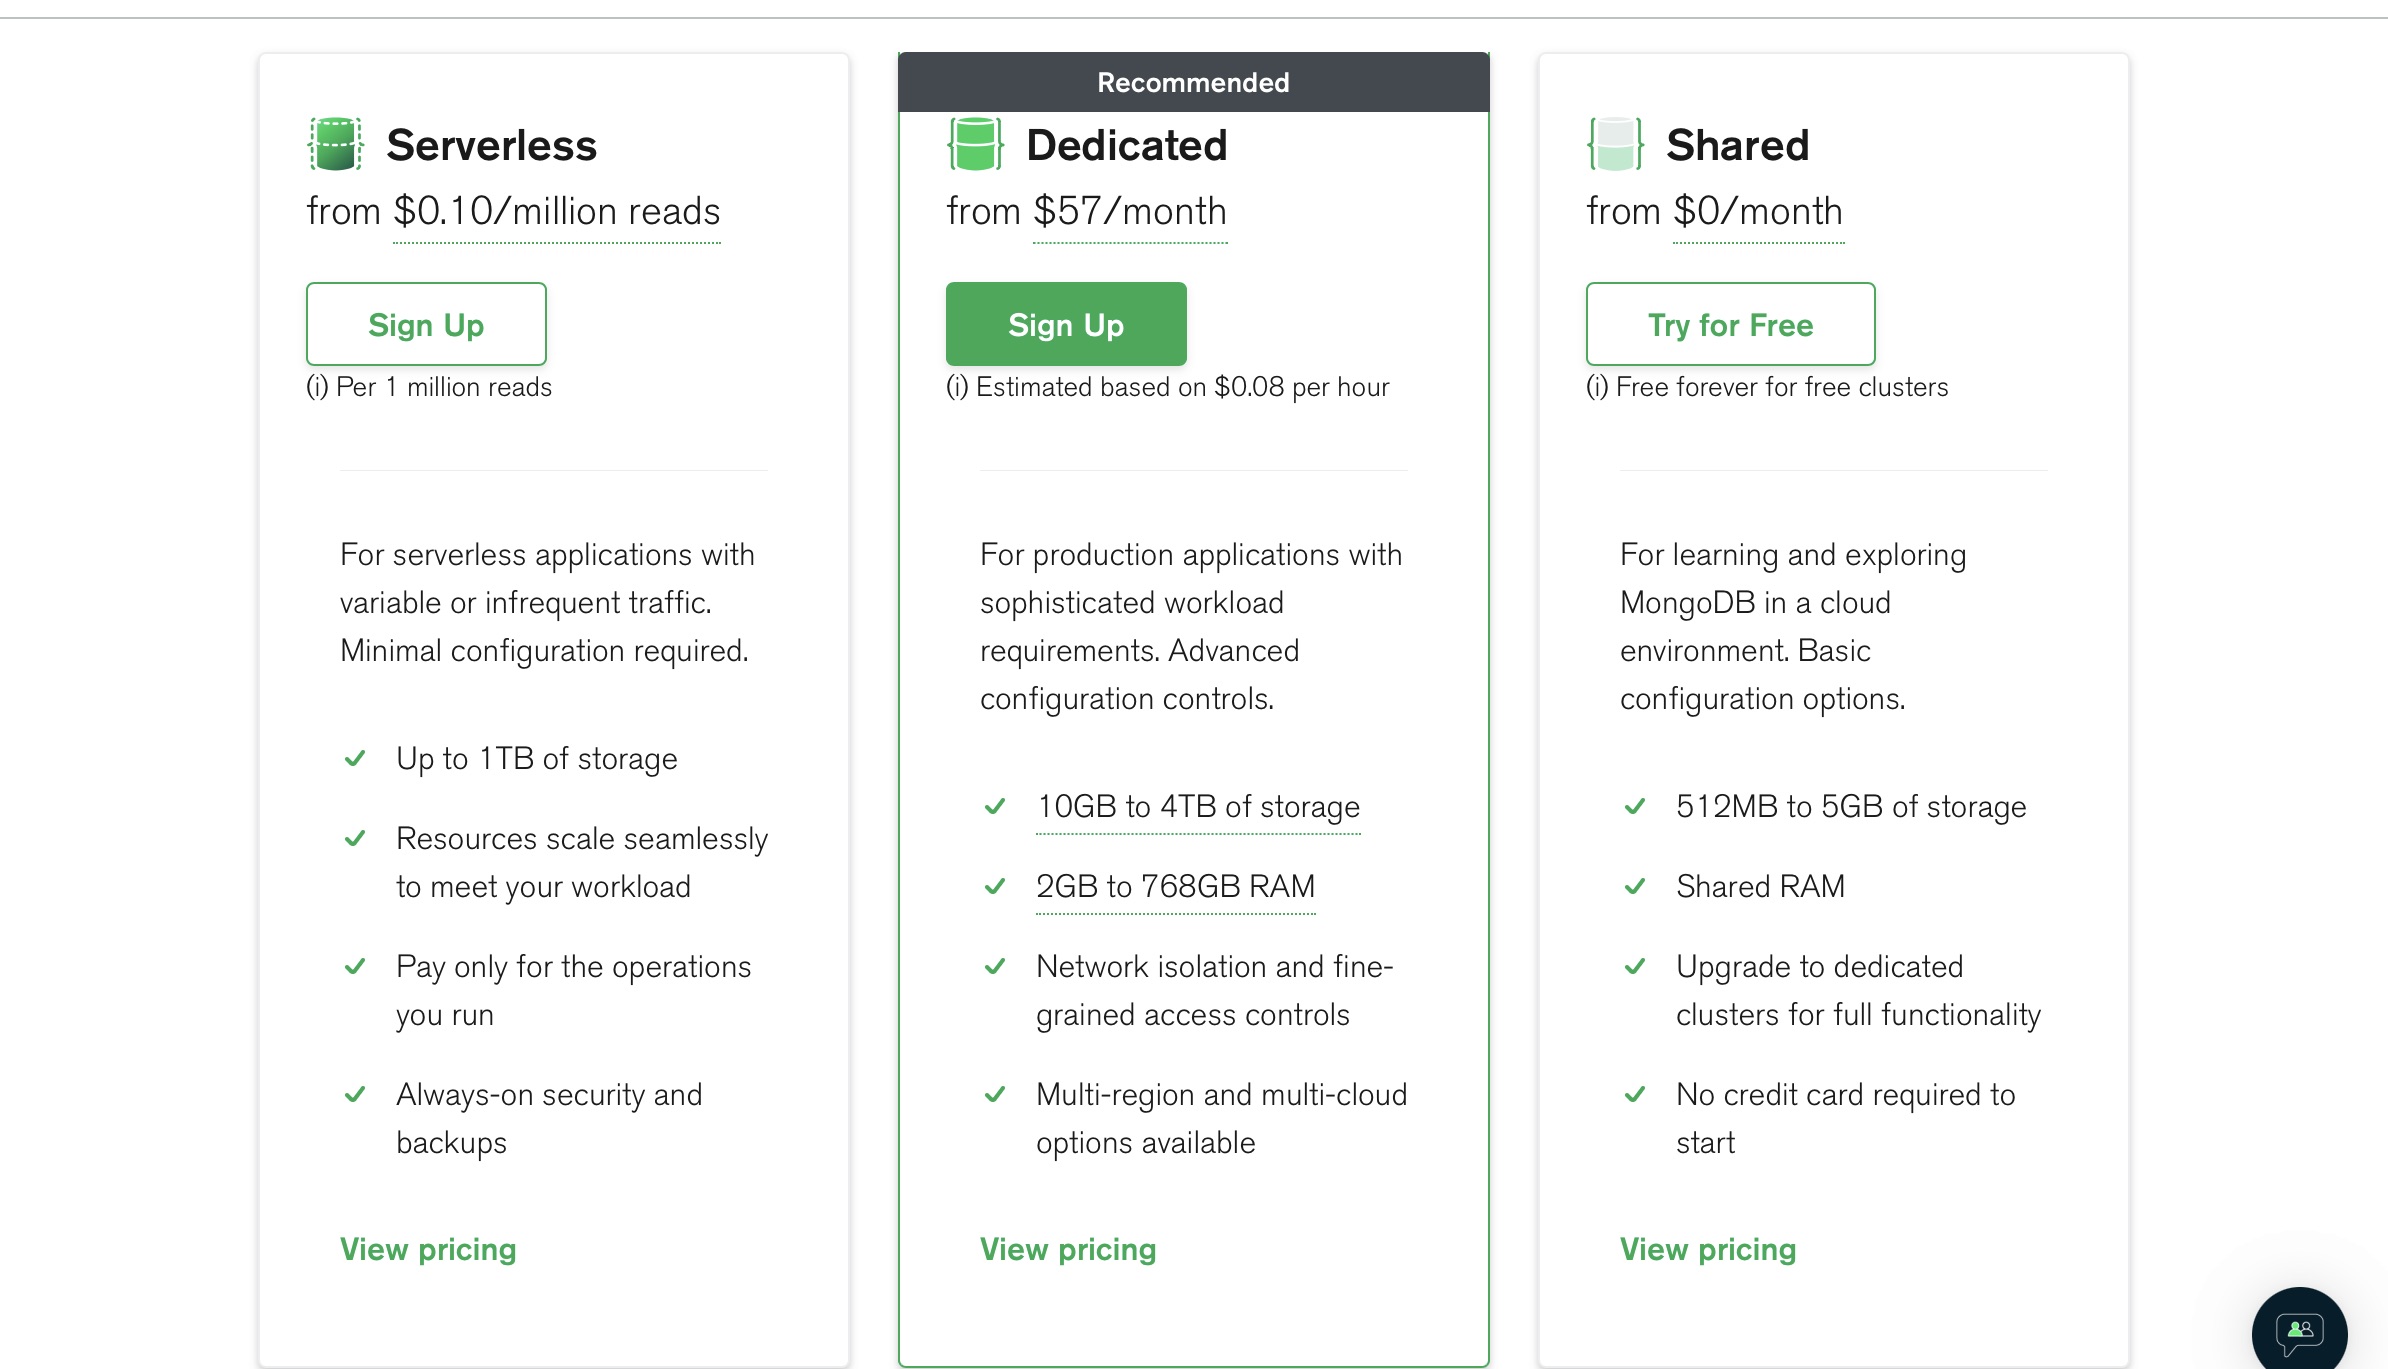 Serverless
from $0.10/million reads
Sign Up
(i) Per 1 million reads
For serverless applications with
variable or infrequent traffic.
Minimal configuration required.
Up to 1TB of storage
Resources scale seamlessly
to meet your workload
Pay only for the operations
you run
Always-on security and
backups
View pricing
Recommended
Dedicated
from $57/month
Sign Up
(i) Estimated based on $0.08 per hour
For production applications with
sophisticated workload
requirements. Advanced
configuration controls.
10GB to 4TB of storage
2GB to 768GB RAM
Network isolation and fine-
grained access controls
Multi-region and multi-cloud
options available
View pricing
Shared
from $0/month
Try for Free
(i) Free forever for free clusters
For learning and exploring
MongoDB in a cloud
environment. Basic
configuration options.
512MB to 5GB of storage
Shared RAM
Upgrade to dedicated
clusters for full functionality
No credit card required to
start
View pricing